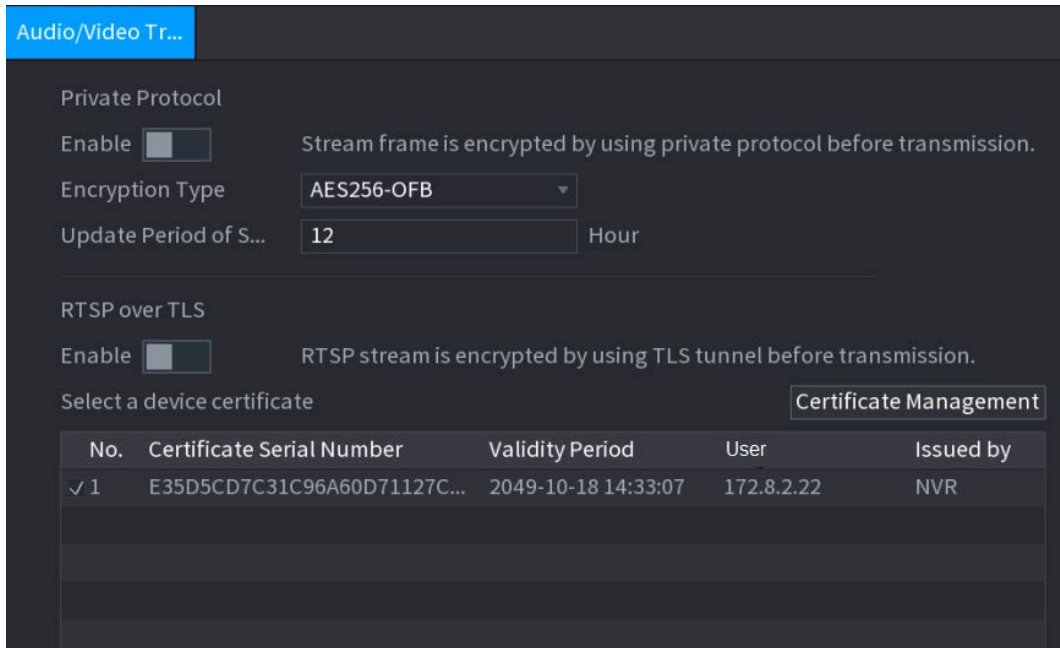 Audio/Video Tr...
Private Protocol
Enable Stream frame is encrypted by using private protocol before transmission.
Encryption Type AES256-OFB
Update Period of S... 12 Hour
RTSP over TLS
Enable RTSP stream is encrypted by using TLS tunnel before transmission.
Select a device certificate Certificate Management
No. Certificate Serial Number Validity Period User Issued by
1 E35D5CD7C31C96A60D71127C... 2049-10-18 14:33:07 172.8.2.22 NVR